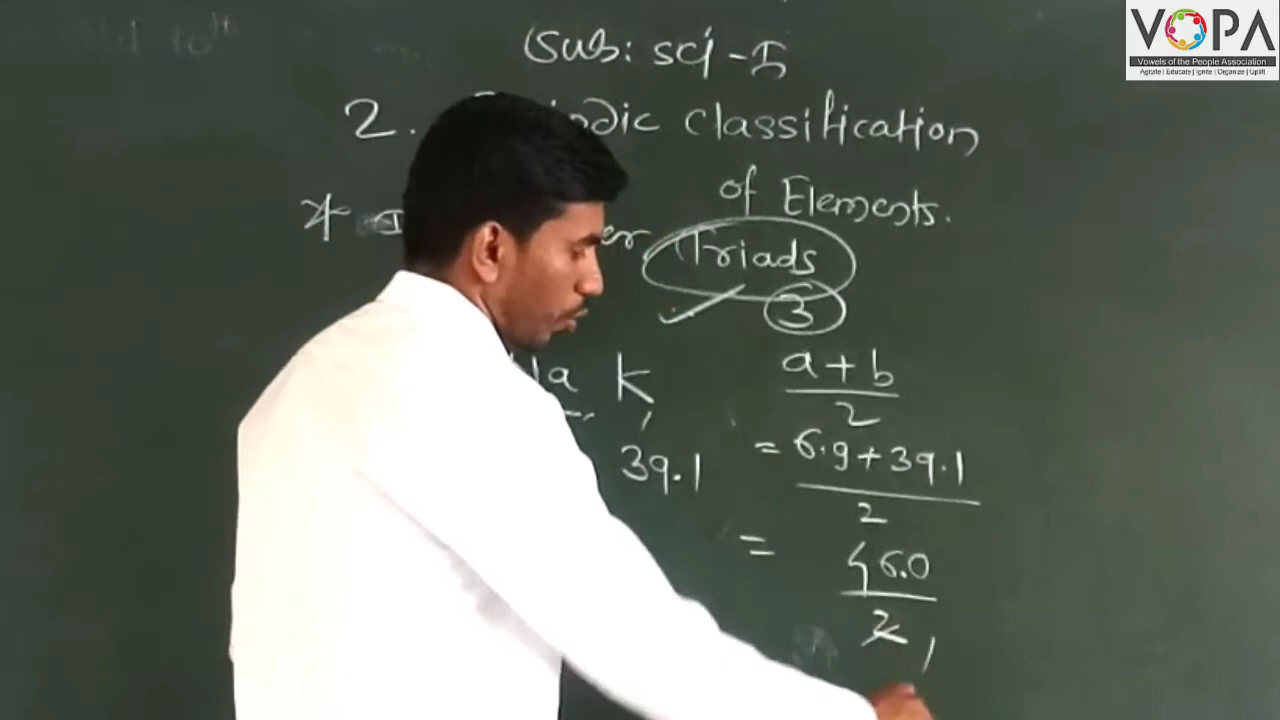 VOPA
Vowels of the People Association
Agitate | Educate | Ignite | Organize | Uplift
Sub: sci-I
2. classification
of Elements.
* Triads
3
K
39.1
a+b
2
= 6.9+39.1
2
= 46.0
2